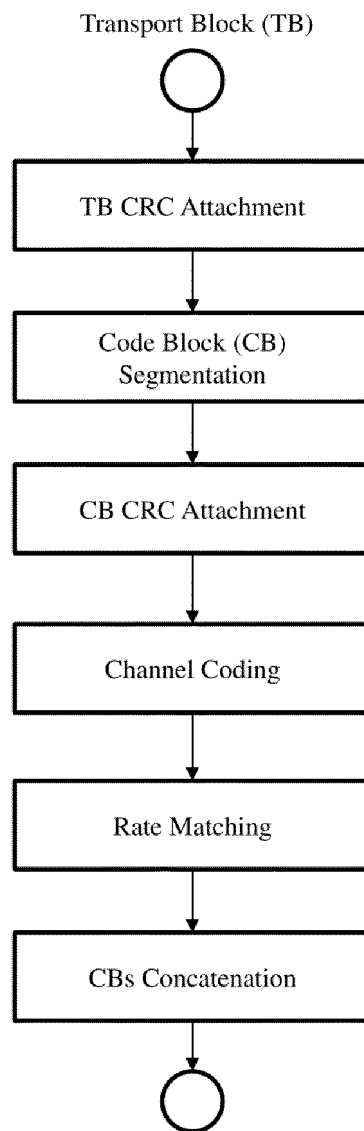 Transport Block (TB)
TB CRC Attachment
Code Block (CB)
Segmentation
CB CRC Attachment
Channel Coding
Rate Matching
CBs Concatenation